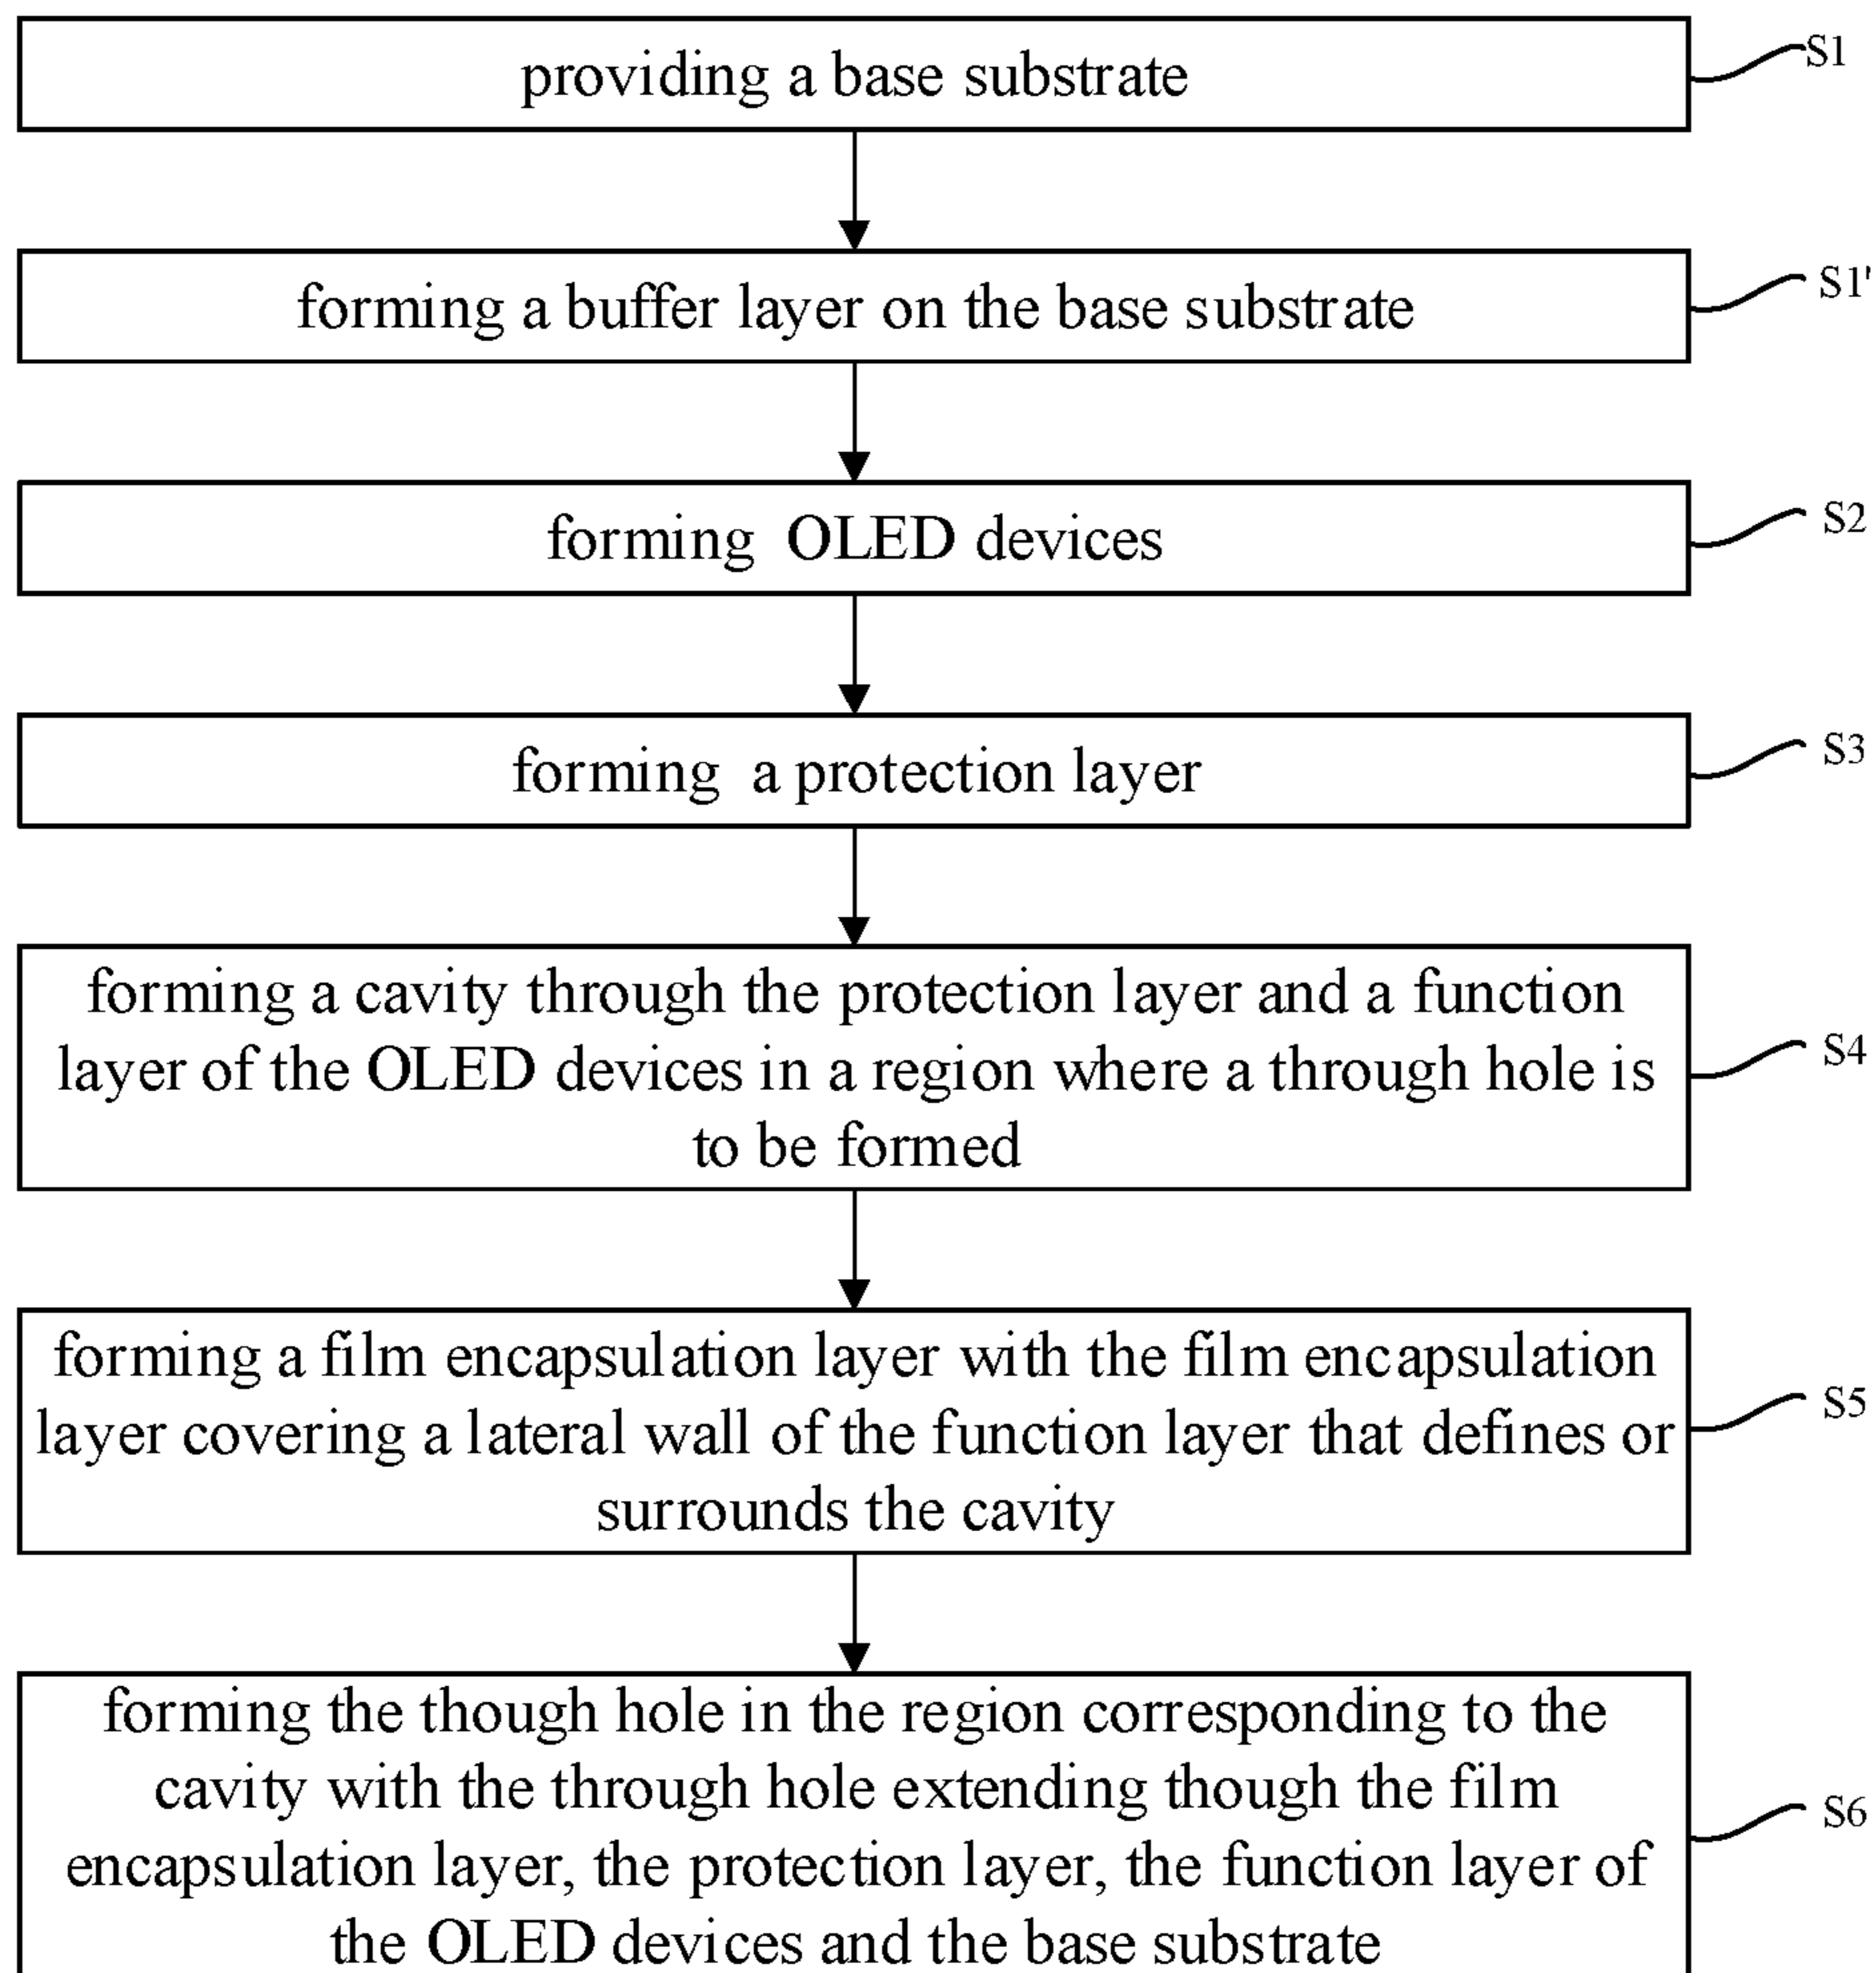 providing a base substrate
S1
forming a buffer layer on the base substrate
S1'
forming OLED devices
S2
forming a protection layer
S3
forming a cavity through the protection layer and a function
layer of the OLED devices in a region where a through hole is
to be formed
S4
forming a film encapsulation layer with the film encapsulation
layer covering a lateral wall of the function layer that defines or
surrounds the cavity
S5
forming the though hole in the region corresponding to the
cavity with the through hole extending though the film
encapsulation layer, the protection layer, the function layer of
the OLED devices and the base substrate
S6